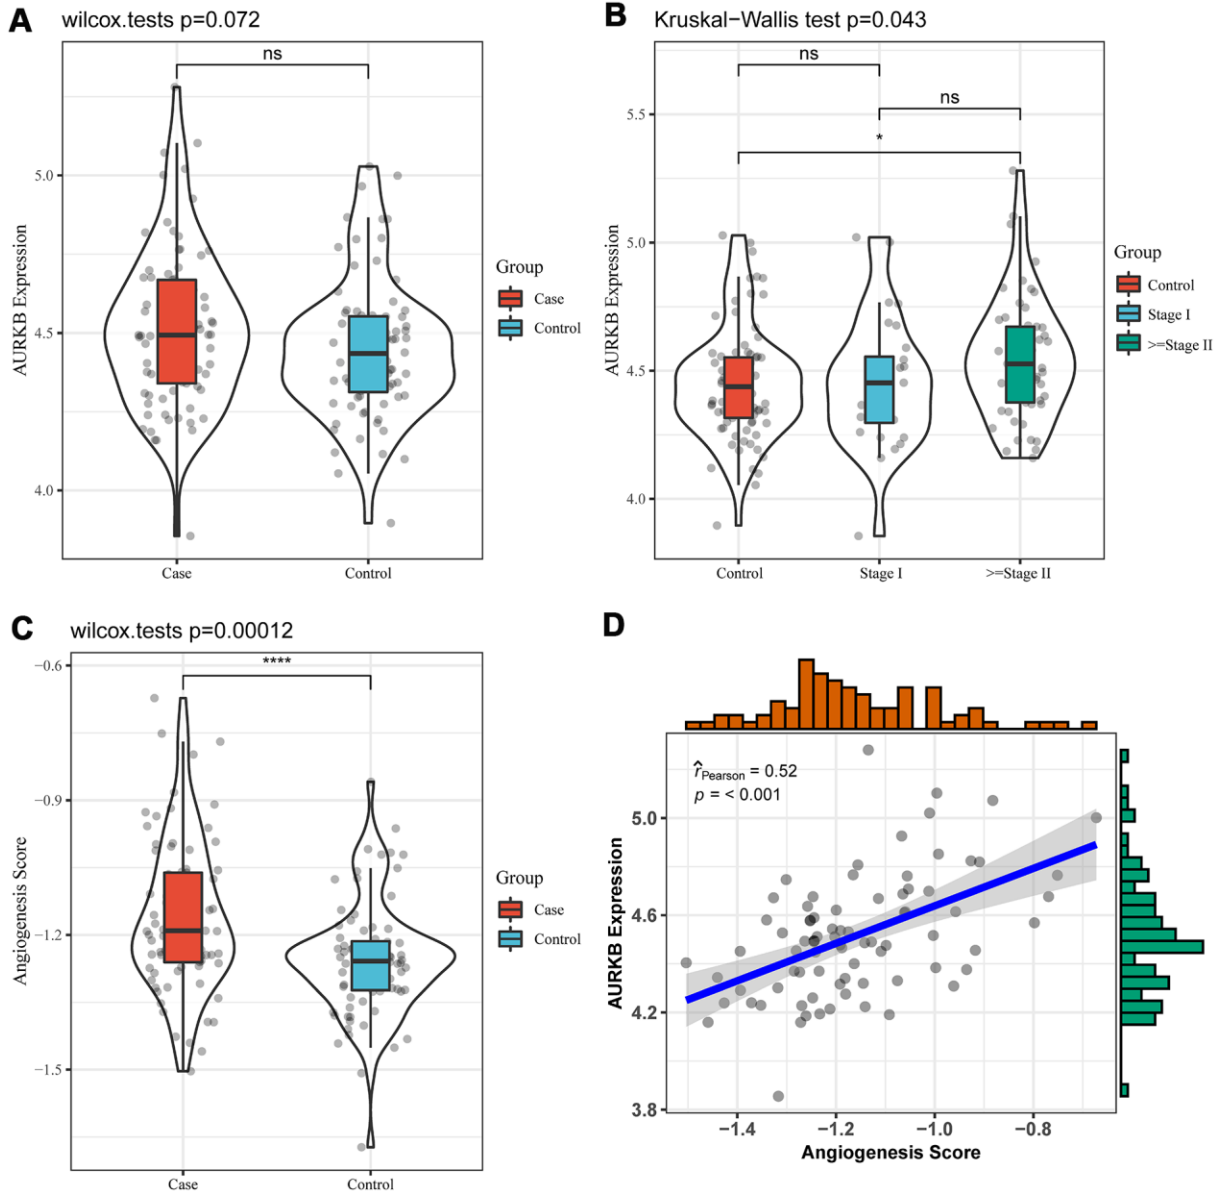 A
wilcox.tests p=0.072
ns
AURKB Expression
5.0
4.5
4.0
Case
Control
Group
Case
Control
B
Kruskal−Wallis test p=0.043
ns
ns
*
AURKB Expression
5.5
5.0
4.5
4.0
Control
Stage I
>=Stage II
Group
Control
Stage I
>=Stage II
C
wilcox.tests p=0.00012
****
Angiogenesis Score
−0.6
−0.9
−1.2
−1.5
Case
Control
Group
Case
Control
D
r̂Pearson = 0.52
p = < 0.001
AURKB Expression
5.0
4.6
4.2
3.8
−1.4
−1.2
−1.0
−0.8
Angiogenesis Score